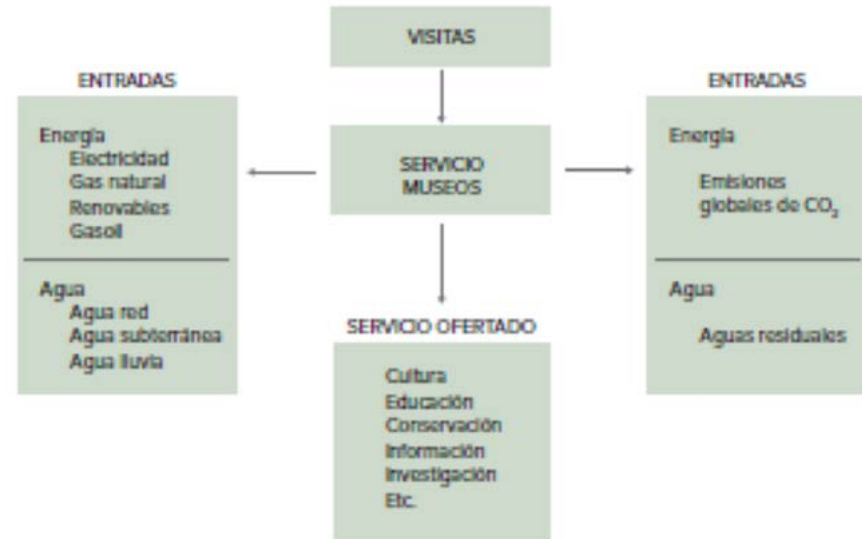 VISITAS
ENTRADAS
Energía
Electricidad
Gas natural
Renovables
Gasoil
Agua
Agua red
Agua subterránea
Agua lluvia
SERVICIO
MUSEOS
SERVICIO OFERTADO
Cultura
Educación
Conservación
Información
Investigación
Etc.
ENTRADAS
Energía
Emisiones
globales de CO₂
Agua
Aguas residuales